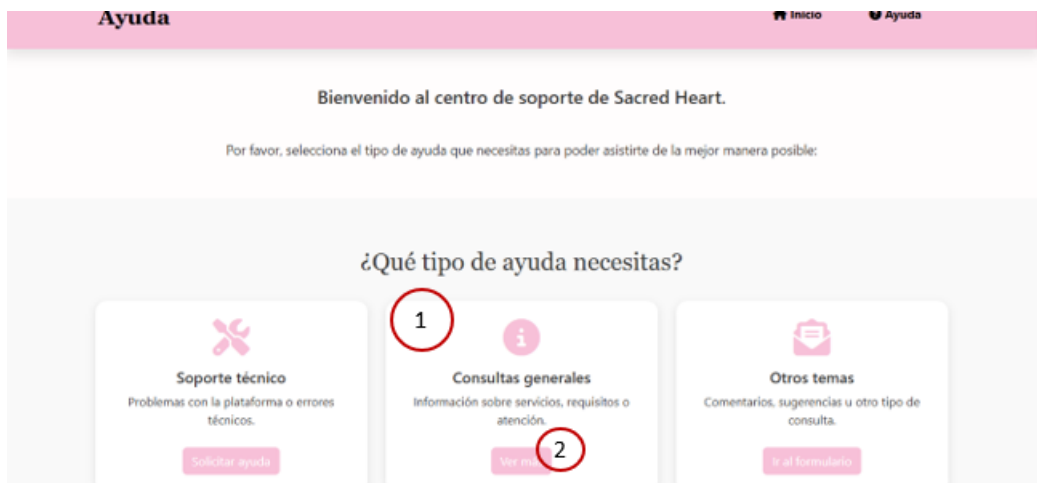 Ayuda
Inicio
Ayuda
Bienvenido al centro de soporte de Sacred Heart.
Por favor, selecciona el tipo de ayuda que necesitas para poder asistirte de la mejor manera posible:
¿Qué tipo de ayuda necesitas?
1
Soporte técnico
Problemas con la plataforma o errores
técnicos.
Solicitar ayuda
Consultas generales
Información sobre servicios, requisitos o
atención.
Ver
2
Otros temas
Comentarios, sugerencias u otro tipo de
consulta.
Ir al formulario